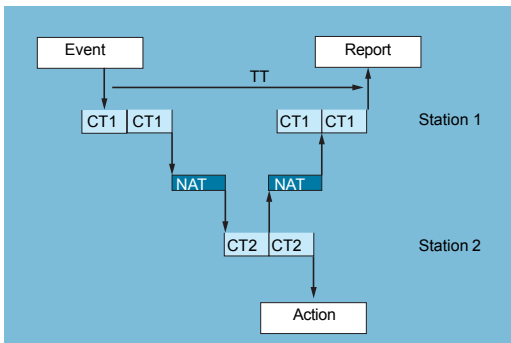 Event
Report
TT
CT1 CT1
CT1 CT1
Station 1
NAT
NAT
CT2 CT2
Station 2
Action